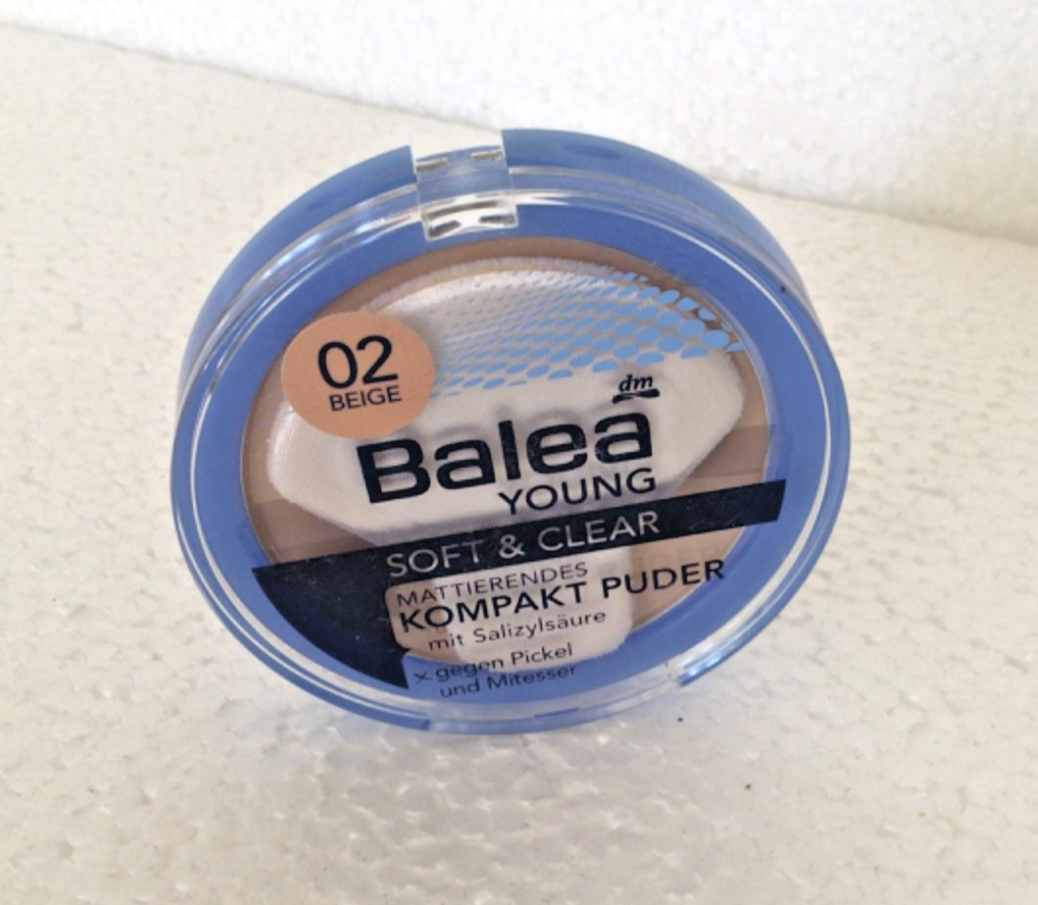 02
BEIGE
dm
Balea
YOUNG
SOFT & CLEAR
MATTIERENDES
KOMPAKT PUDER
mit Salizylsäure
x gegen Pickel
und Mitesser